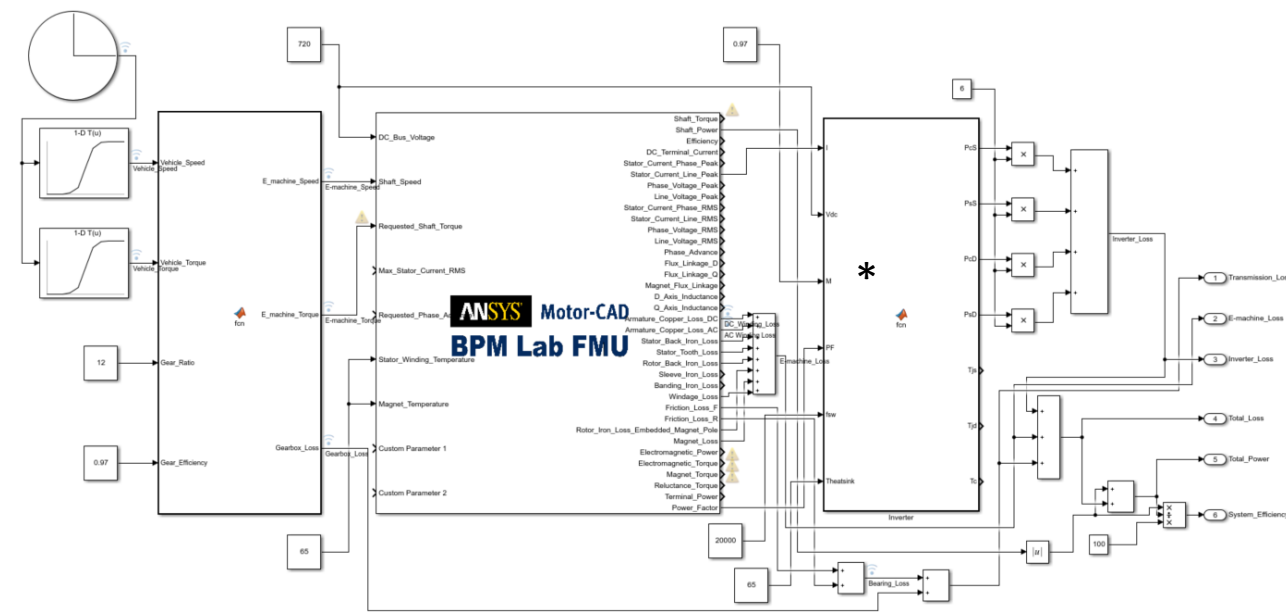 720
0.97
6
1-D T(u)
Vehicle_Speed
1-D T(u)
Vehicle_Torque
12
0.97
Vehicle_Speed
Vehicle_Torque
Gear_Ratio
Gear_Efficiency
fcn
E_machine_Speed
E_machine_Torque
Gearbox_Loss
E-machine_Speed
E-machine_Torque
Gearbox_Loss
65
DC_Bus_Voltage
Shaft_Speed
Requested_Shaft_Torque
Max_Stator_Current_RMS
Stator_Winding_Temperature
Magnet_Temperature
Custom Parameter 1
Custom Parameter 2
ANSYS Motor-CAD
BPM Lab FMU
Shaft_Torque
Shaft_Power
Efficiency
DC_Terminal_Current
Stator_Current_Phase_Peak
Stator_Current_Line_Peak
Phase_Voltage_Peak
Line_Voltage_Peak
Stator_Current_Phase_RMS
Stator_Current_Line_RMS
Phase_Voltage_RMS
Line_Voltage_RMS
Phase_Advance
Flux_Linkage_D
Flux_Linkage_Q
Magnet_Flux_Linkage
D_Axis_Inductance
Q_Axis_Inductance
Armature_Copper_Loss_DC
Armature_Copper_Loss_AC
Stator_Back_Iron_Loss
Stator_Tooth_Loss
Rotor_Back_Iron_Loss
Sleeve_Iron_Loss
Banding_Iron_Loss
Windage_Loss
Friction_Loss_F
Friction_Loss_R
Rotor_Iron_Loss_Embedded_Magnet_Pole
Magnet_Loss
Electromagnetic_Power
Electromagnetic_Torque
Magnet_Torque
Reluctance_Torque
Terminal_Power
Power_Factor
DC_Winding_Loss
AC Winding Loss
E-machine_Loss
20000
65
I
Vdc
M
PF
fsw
Theatsink
*
fcn
PcS
PsS
PcD
PsD
Tjs
Tjd
Tc
Inverter
Inverter_Loss
Bearing_Loss
|u|
100
1 Transmission_Los
2 E-machine_Loss
3 Inverter_Loss
4 Total_Loss
5 Total_Power
6 System_Efficiency